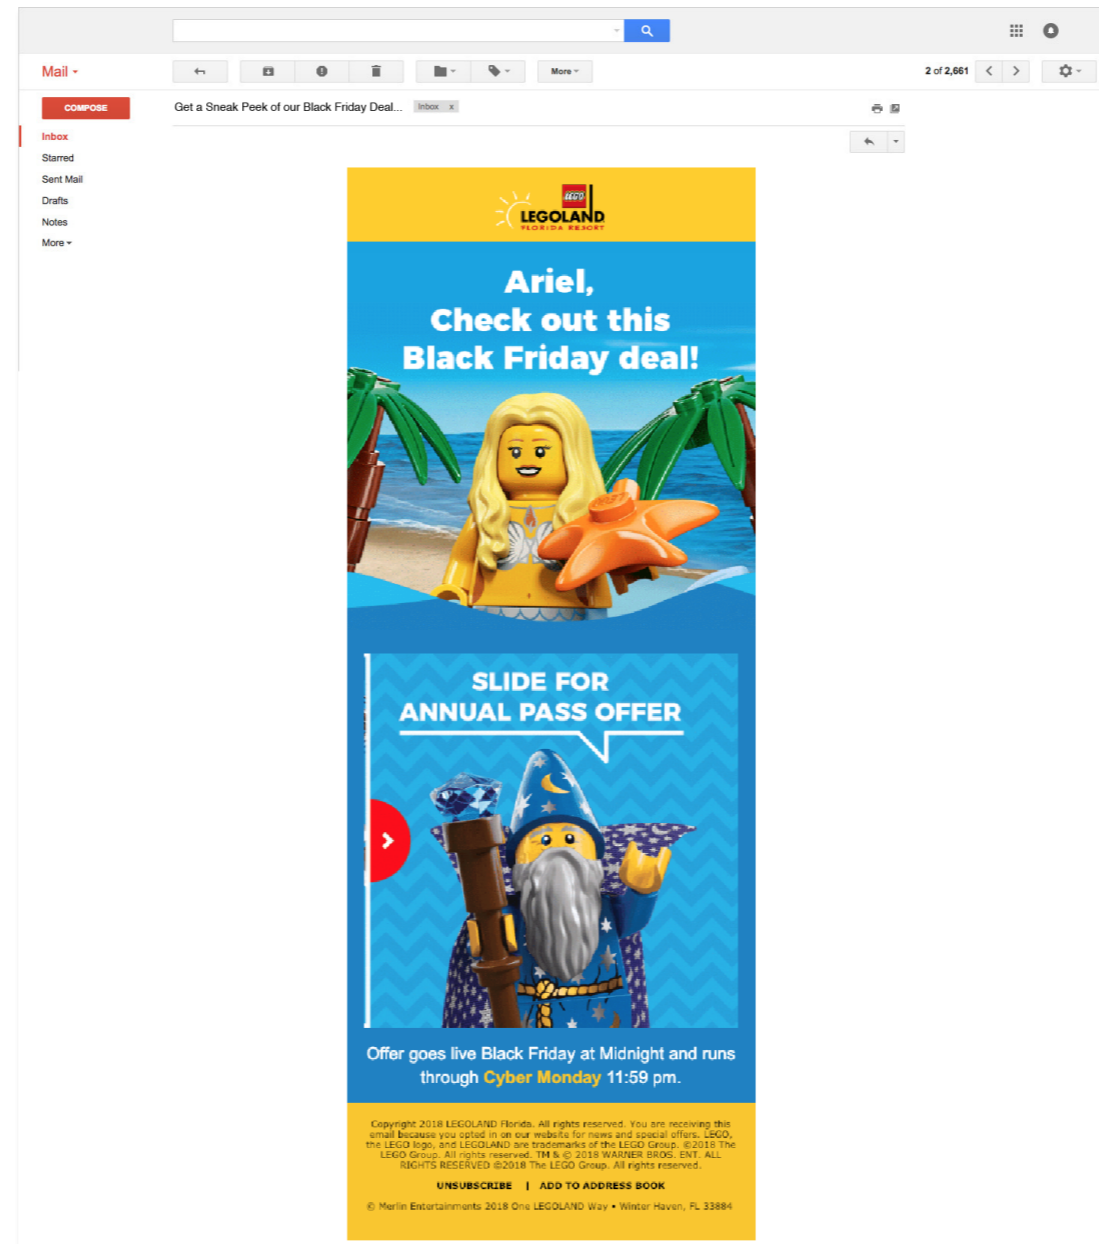 Mail
More
2 of 2,661
COMPOSE
Get a Sneak Peek of our Black Friday Deal...
Inbox x
Inbox
Starred
Sent Mail
Drafts
Notes
More
LEGO
LEGOLAND
FLORIDA RESORT
Ariel,
Check out this
Black Friday deal!
SLIDE FOR
ANNUAL PASS OFFER
Offer goes live Black Friday at Midnight and runs
through Cyber Monday 11:59 pm.
Copyright 2018 LEGOLAND Florida. All rights reserved. You are receiving this
email because you opted in on our website for news and special offers. LEGO,
the LEGO logo, and LEGOLAND are trademarks of the LEGO Group. ©2018 The
LEGO Group. All rights reserved. TM & © 2018 WARNER BROS. ENT. ALL
RIGHTS RESERVED ©2018 The LEGO Group. All rights reserved.
UNSUBSCRIBE | ADD TO ADDRESS BOOK
© Merlin Entertainments 2018 One LEGOLAND Way • Winter Haven, FL 33884